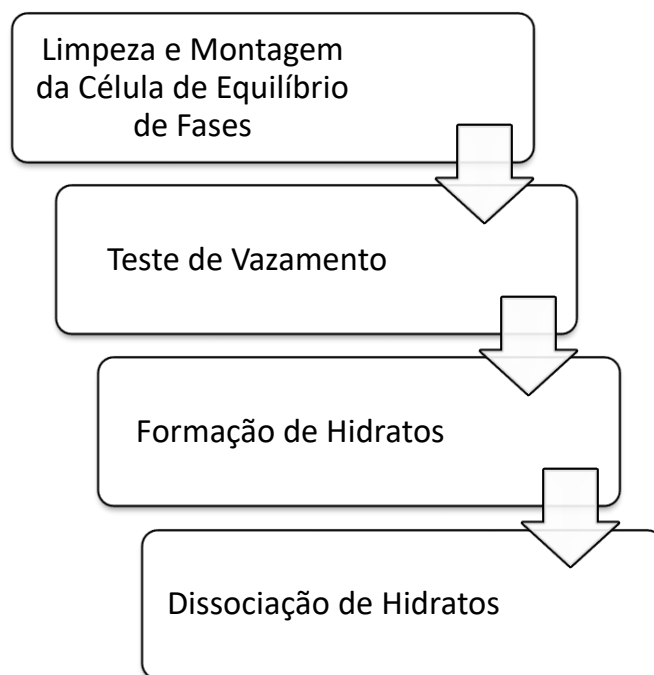 Limpeza e Montagem
da Célula de Equilíbrio
de Fases
Teste de Vazamento
Formação de Hidratos
Dissociação de Hidratos